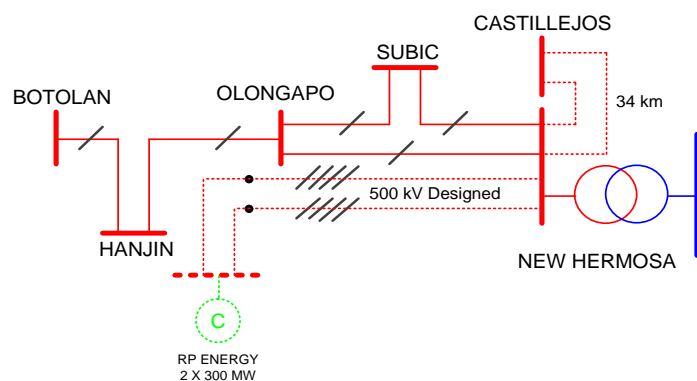 CASTILLEJOS
SUBIC
BOTOLAN
OLONGAPO
34 km
500 kV Designed
HANJIN
NEW HERMOSA
C
RP ENERGY
2 X 300 MW